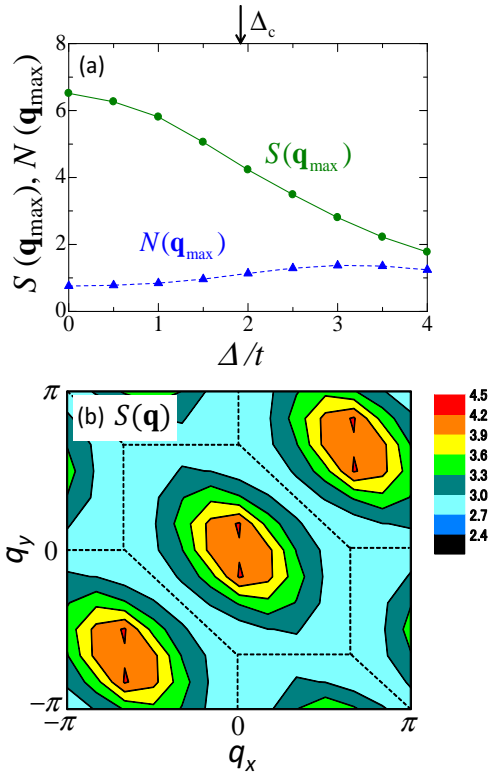 Δc
(a)
8
6
4
2
0
S(qmax), N(qmax)
S(qmax)
N(qmax)
0 1 2 3 4
Δ/t
(b) S(q)
π
0
−π
qy
−π 0 π
qx
4.5
4.2
3.9
3.6
3.3
3.0
2.7
2.4